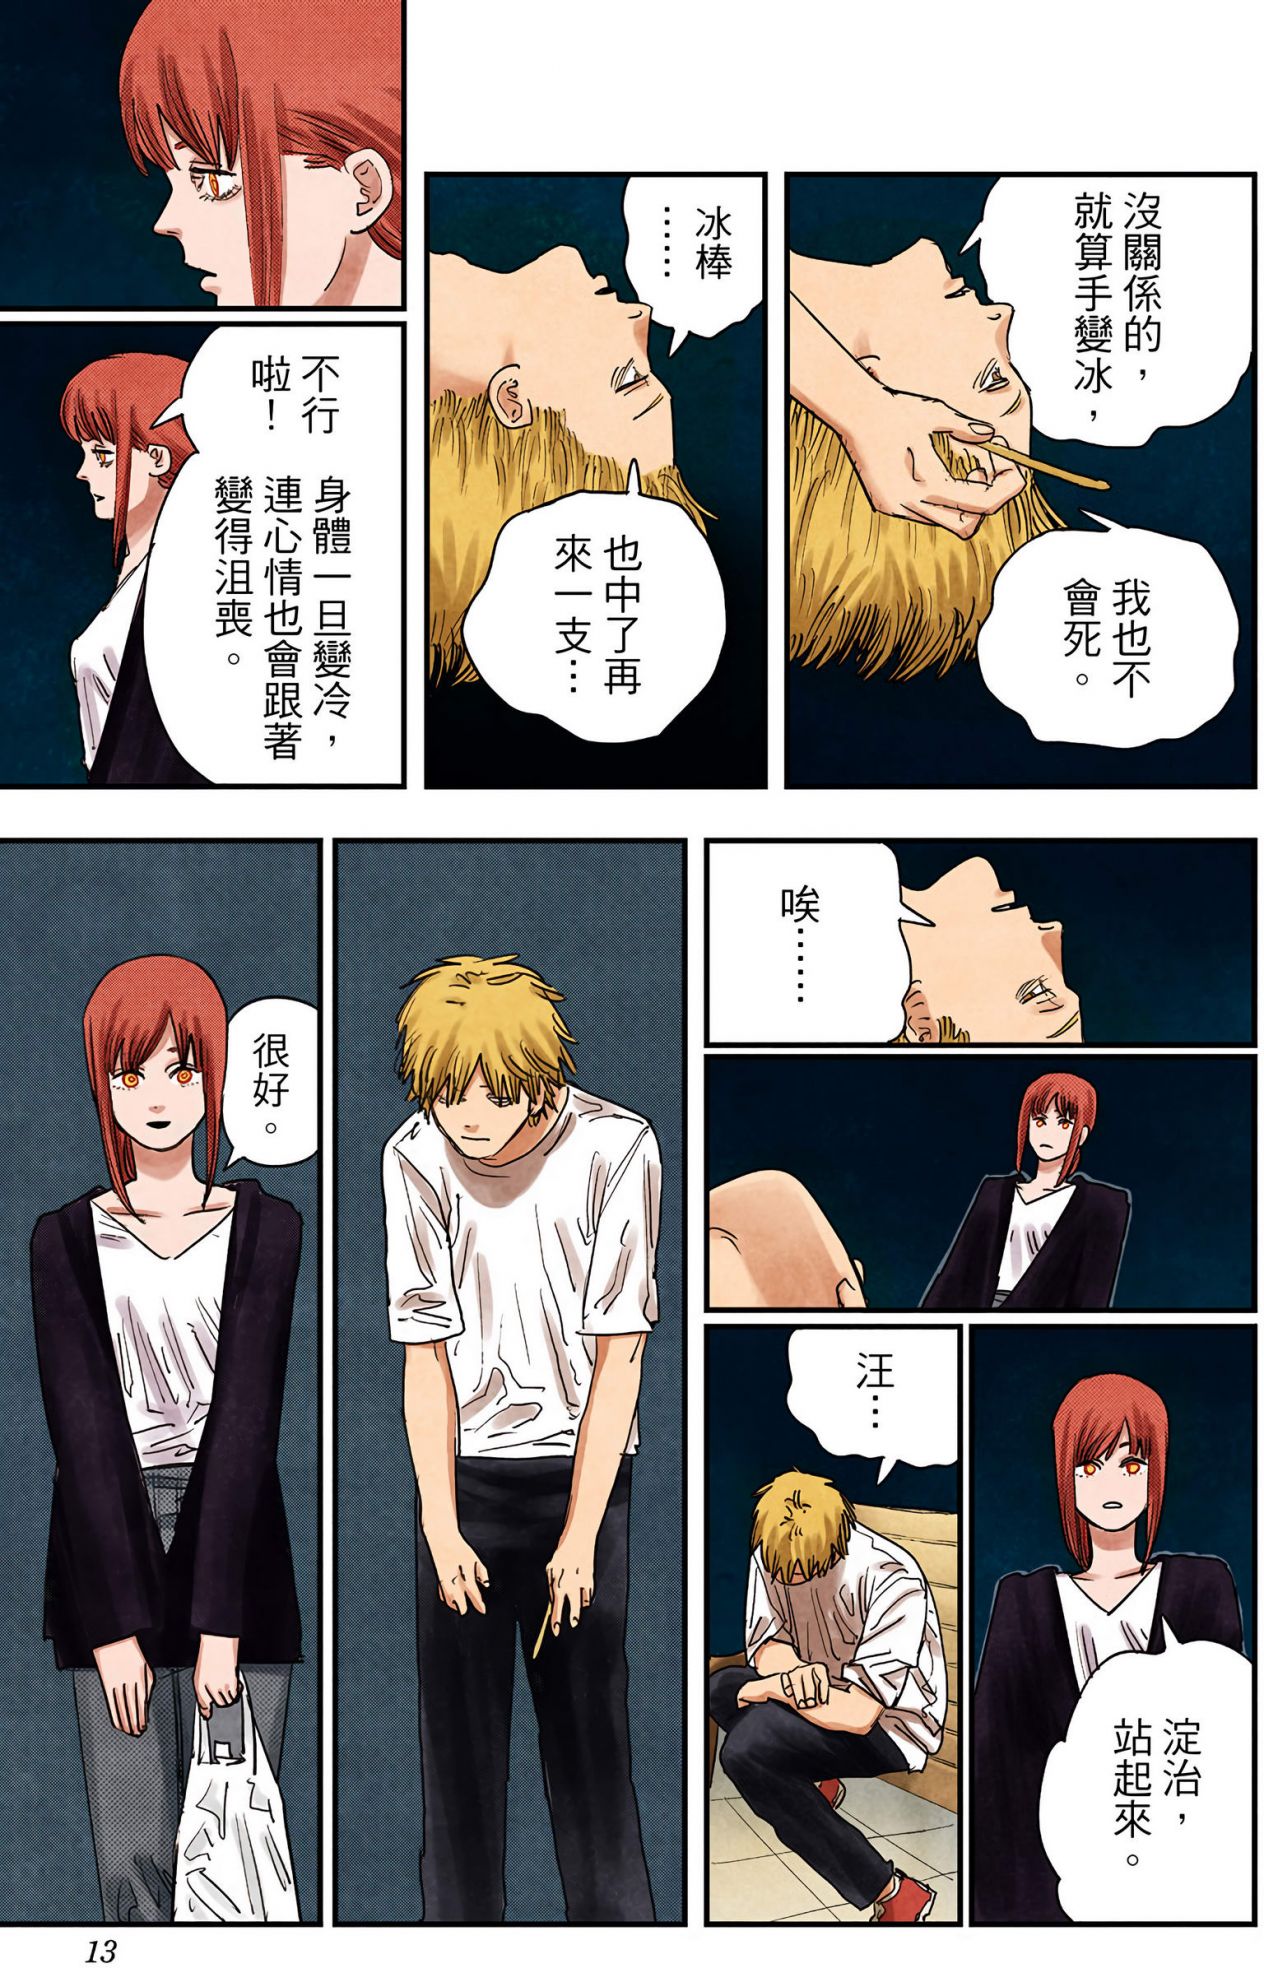 沒關係的，
就算手變冰，
我也不
會死。
冰棒
……
也中了再
來一支…
不行
啦！
身體一旦變冷，
連心情也會跟著
變得沮喪。
唉……
淀治，
站起來。
汪…
很好。
13